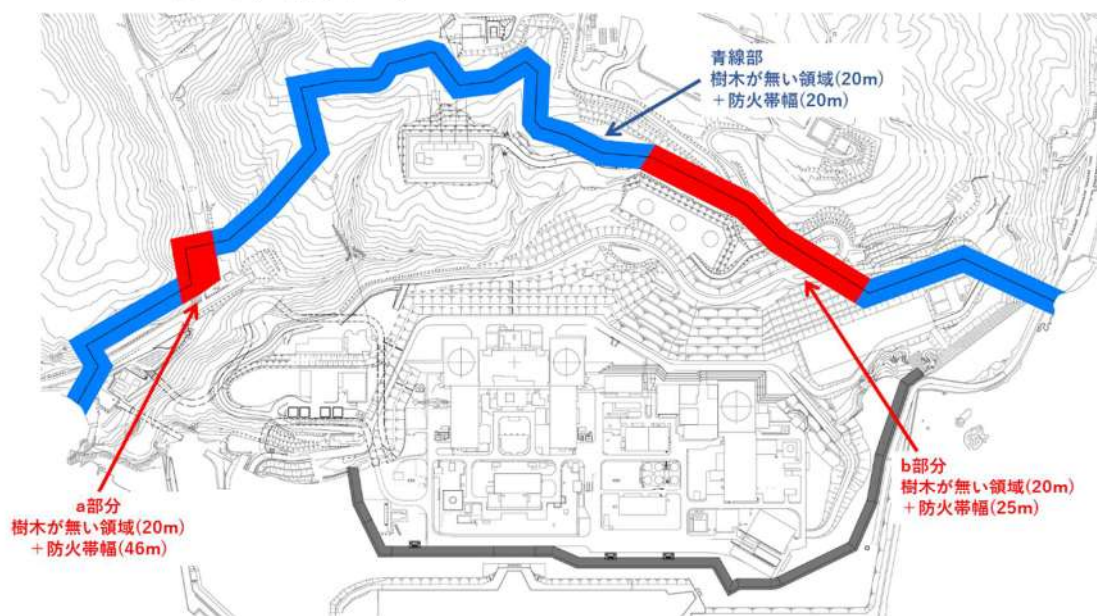 青線部
樹木が無い領域(20m)
＋防火帯幅(20m)
a部分
樹木が無い領域(20m)
＋防火帯幅(46m)
b部分
樹木が無い領域(20m)
＋防火帯幅(25m)